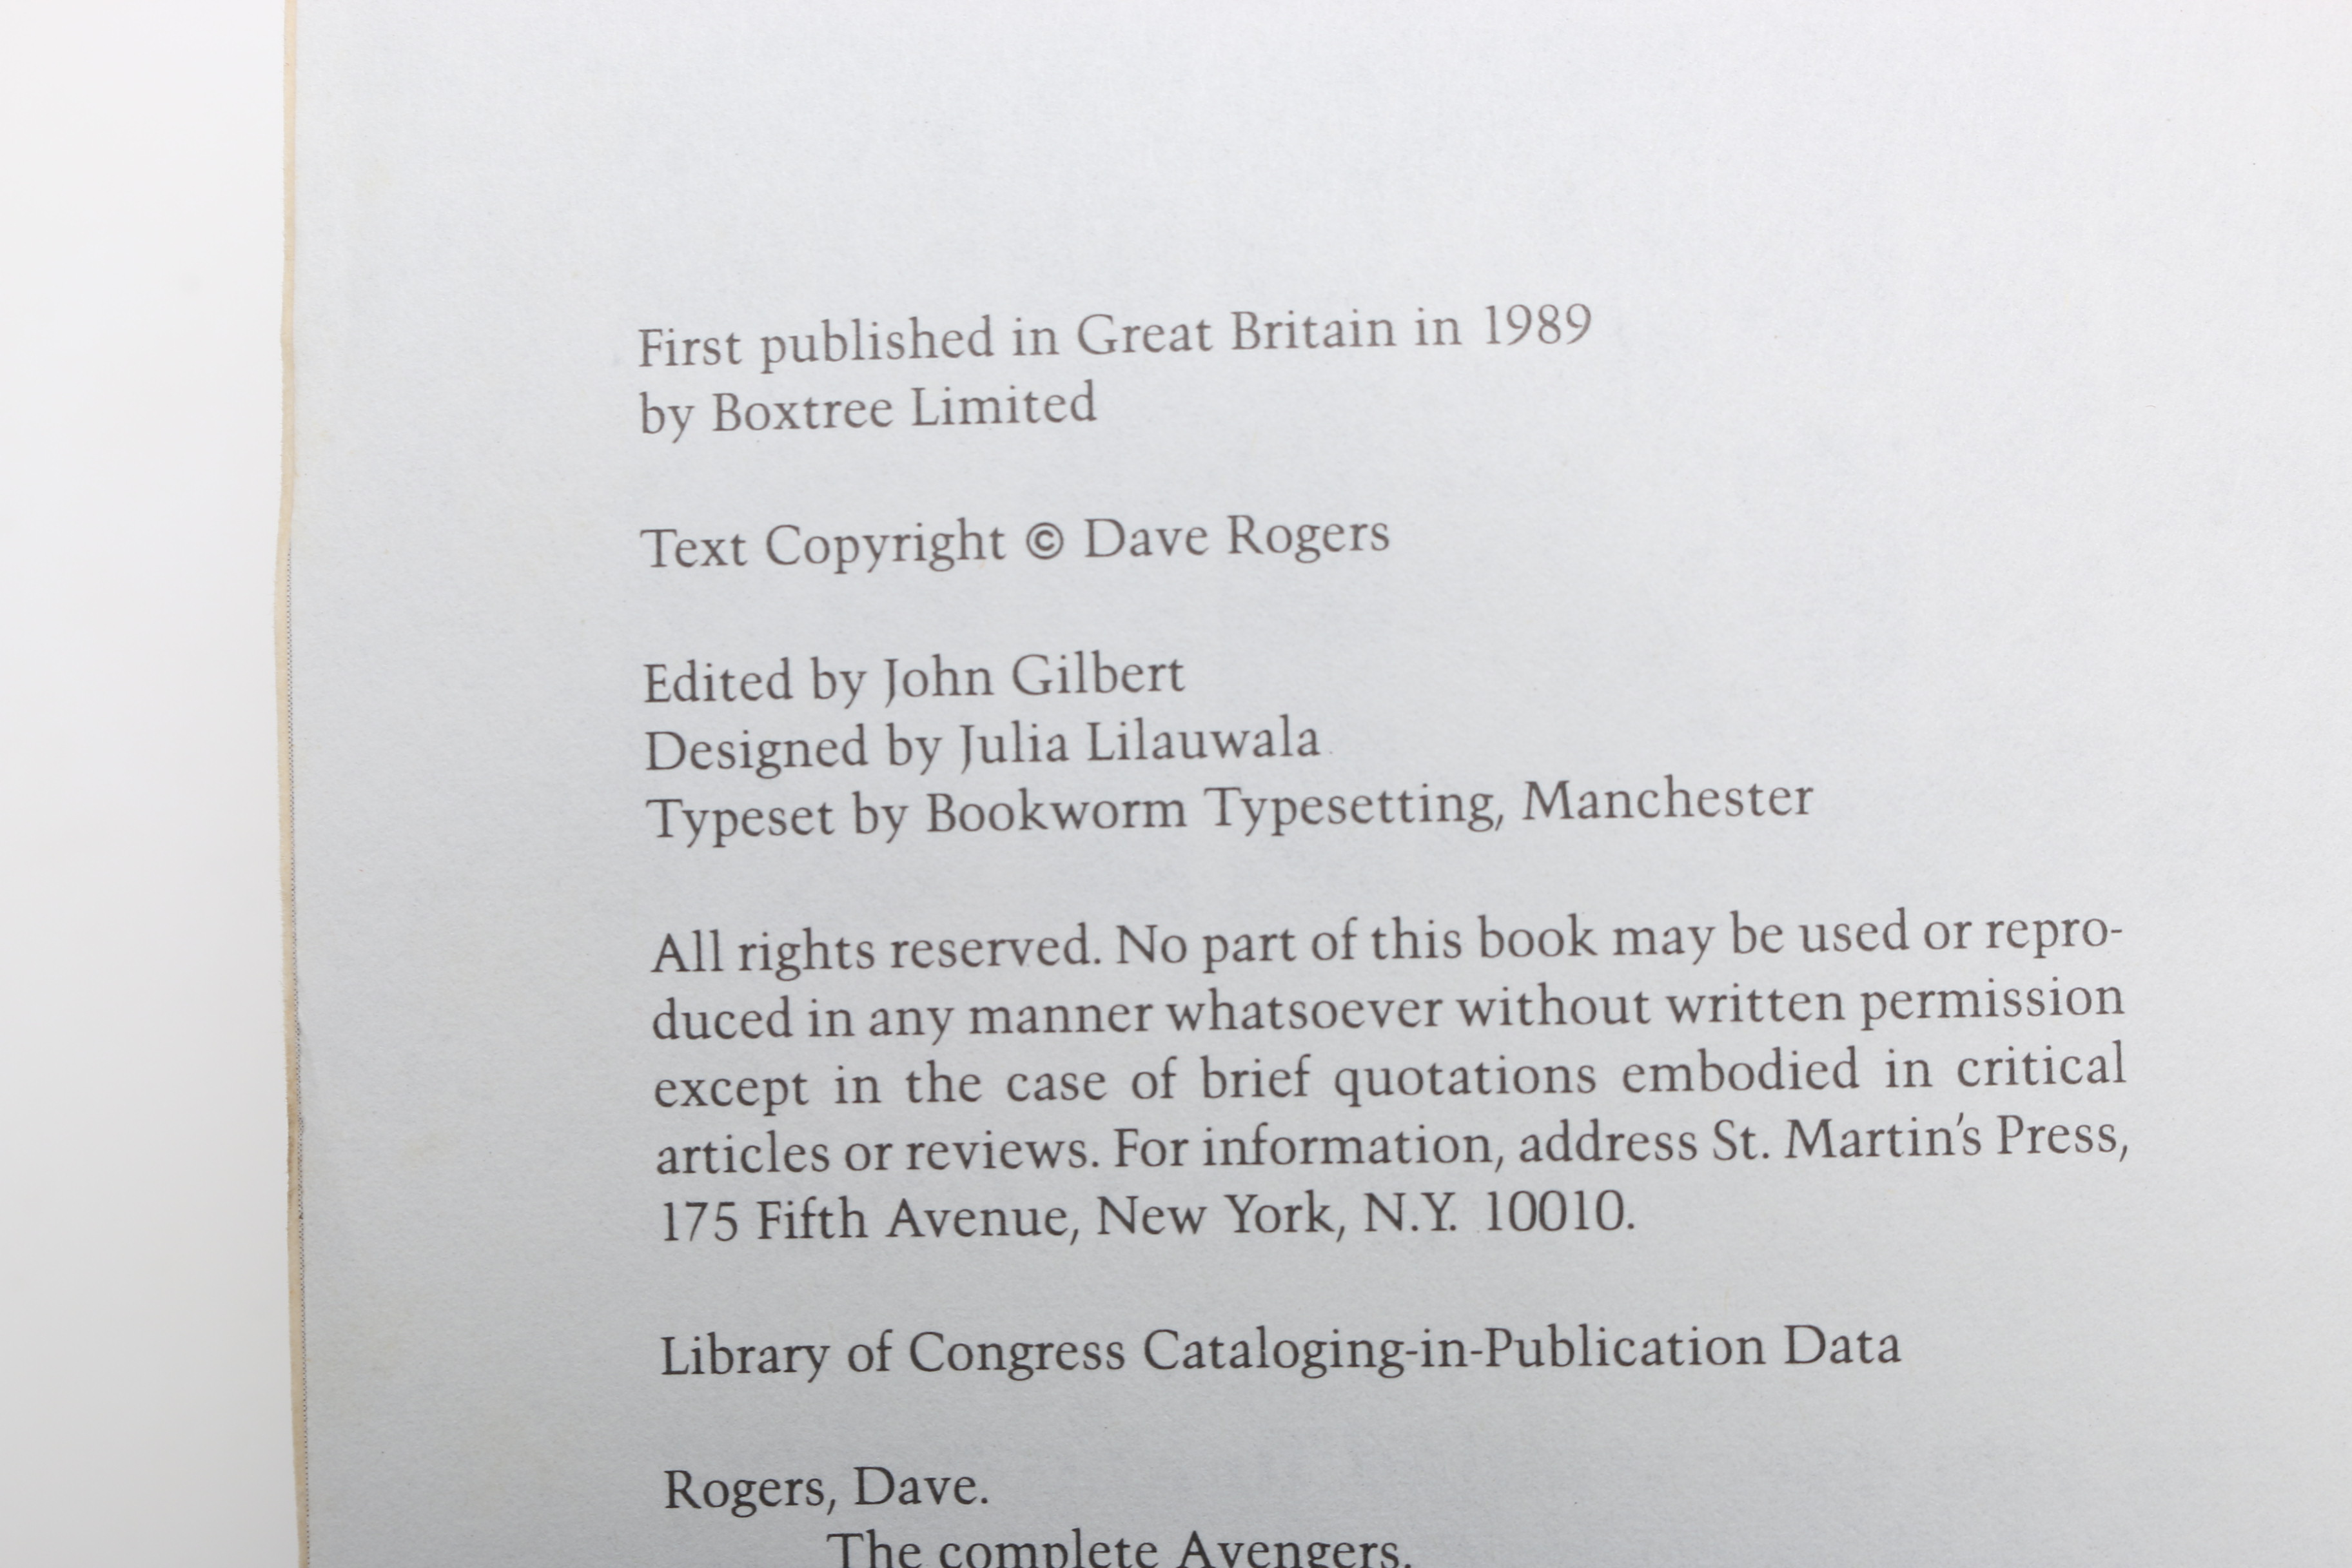 First published in Great Britain in 1989
by Boxtree Limited
Text Copyright © Dave Rogers
Edited by John Gilbert
Designed by Julia Lilauwala
Typeset by Bookworm Typesetting, Manchester
All rights reserved. No part of this book may be used or repro-
duced in any manner whatsoever without written permission
except in the case of brief quotations embodied in critical
articles or reviews. For information, address St. Martin's Press,
175 Fifth Avenue, New York, N.Y. 10010.
Library of Congress Cataloging-in-Publication Data
Rogers, Dave.
The complete Avengers.